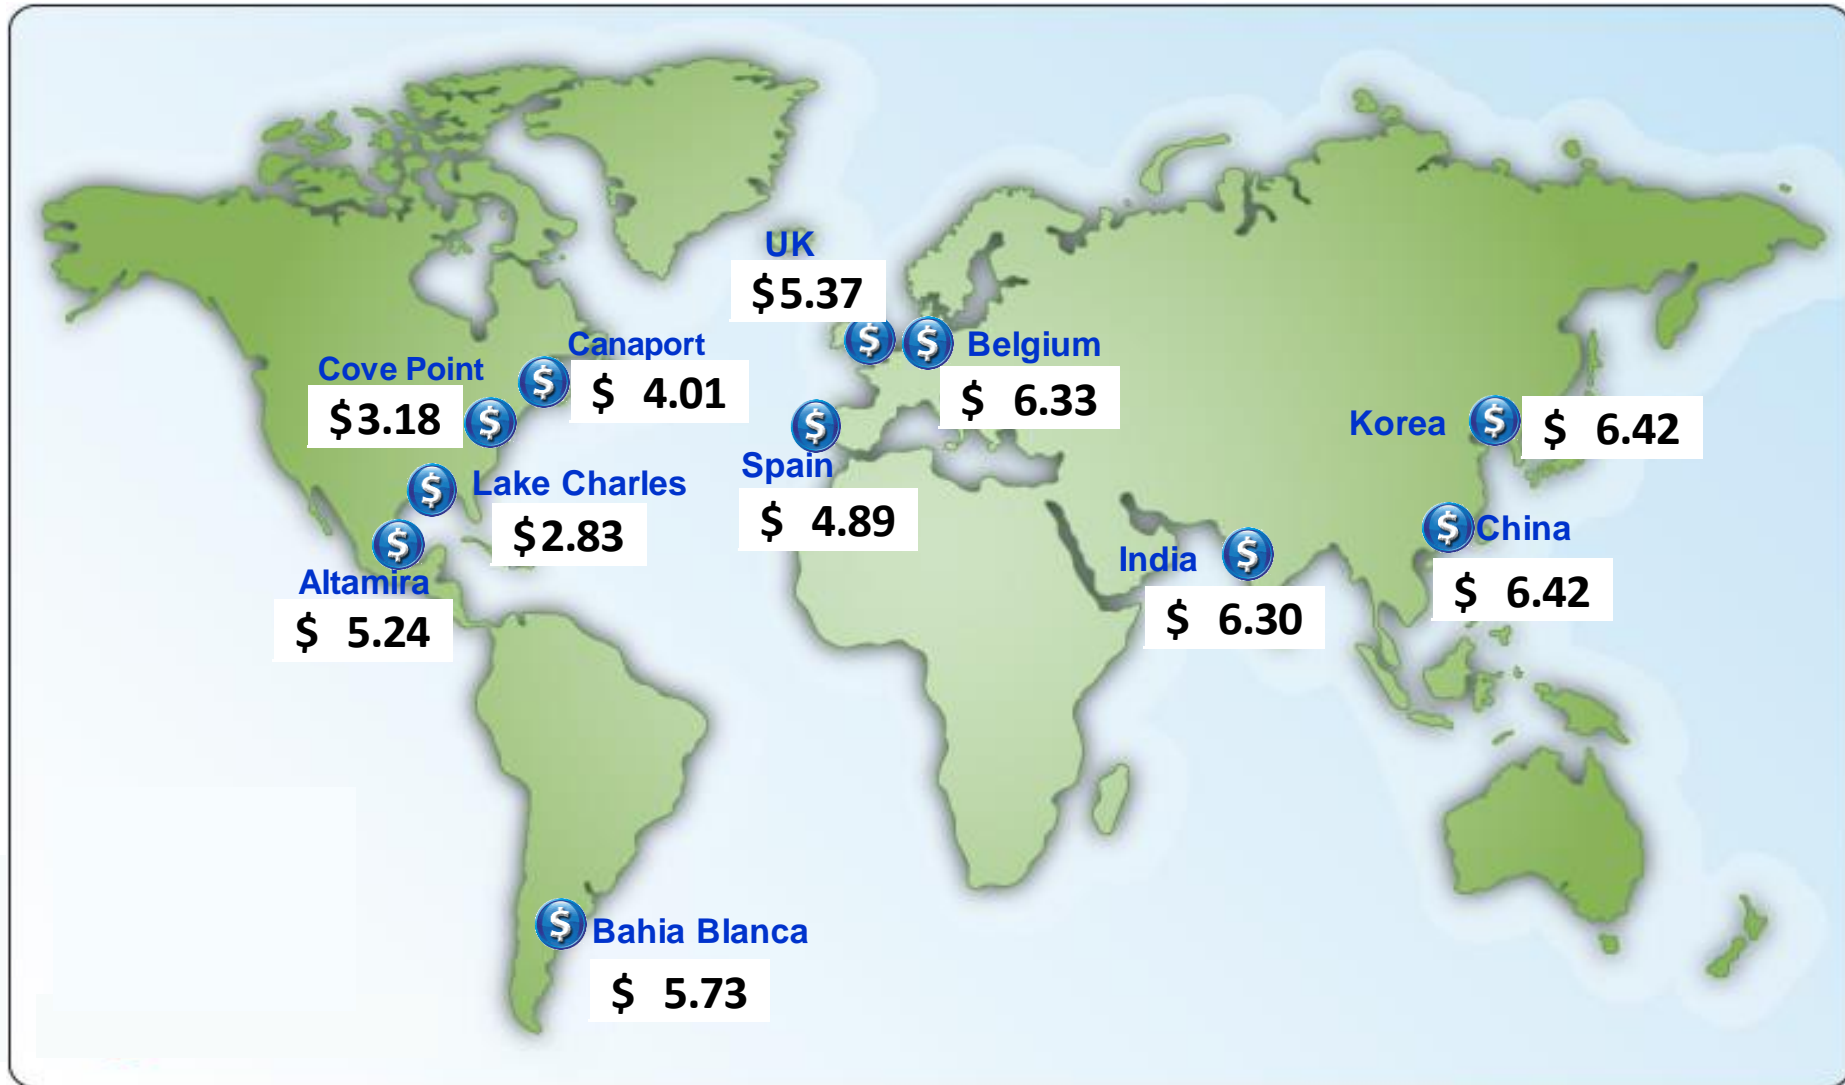 UK
$5.37
Canaport
$ 4.01
Cove Point
$3.18
Belgium
$ 6.33
Korea
$ 6.42
Spain
$ 4.89
Lake Charles
$2.83
China
$ 6.42
India
$ 6.30
Altamira
$ 5.24
Bahia Blanca
$ 5.73